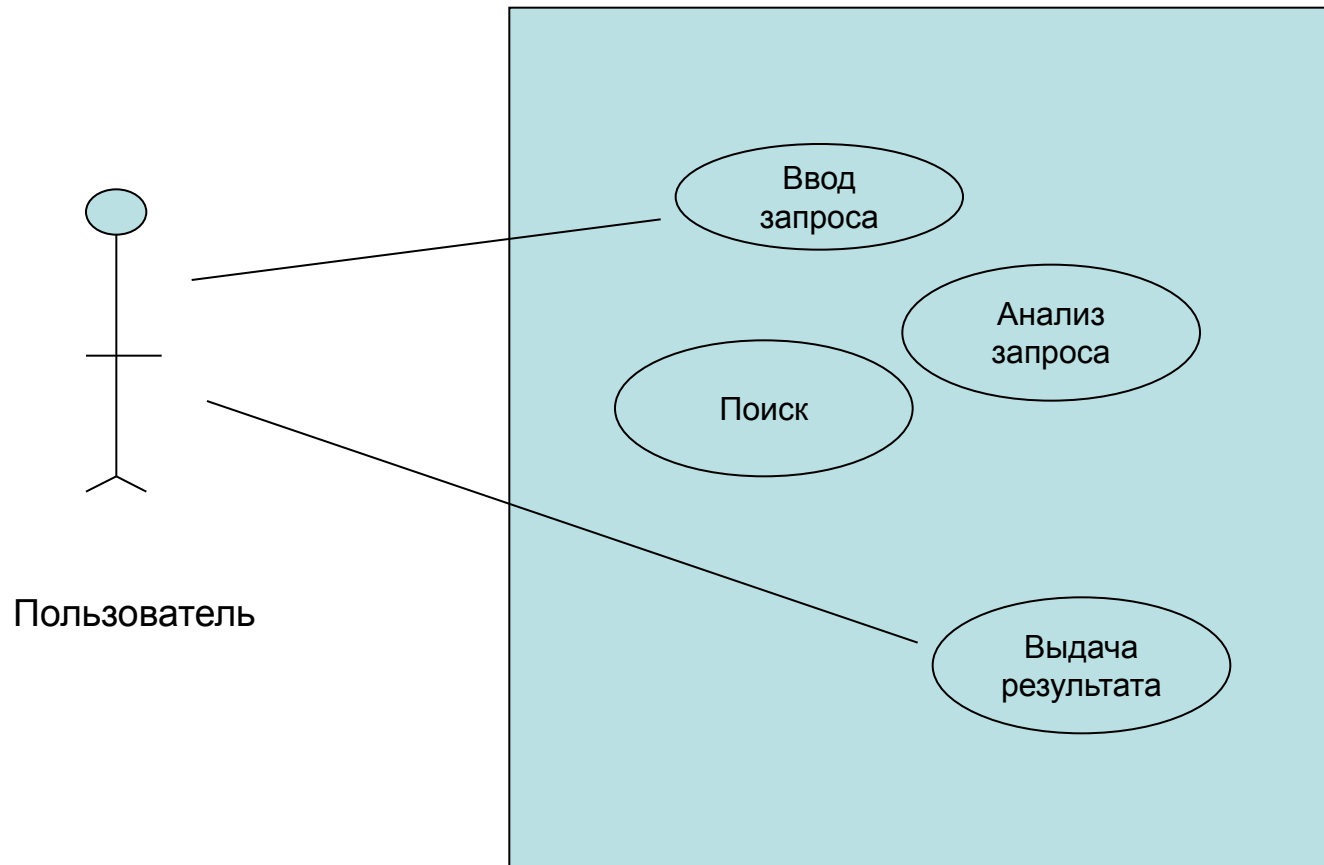 Ввод
запроса
Анализ
запроса
Поиск
Пользователь
Выдача
результата